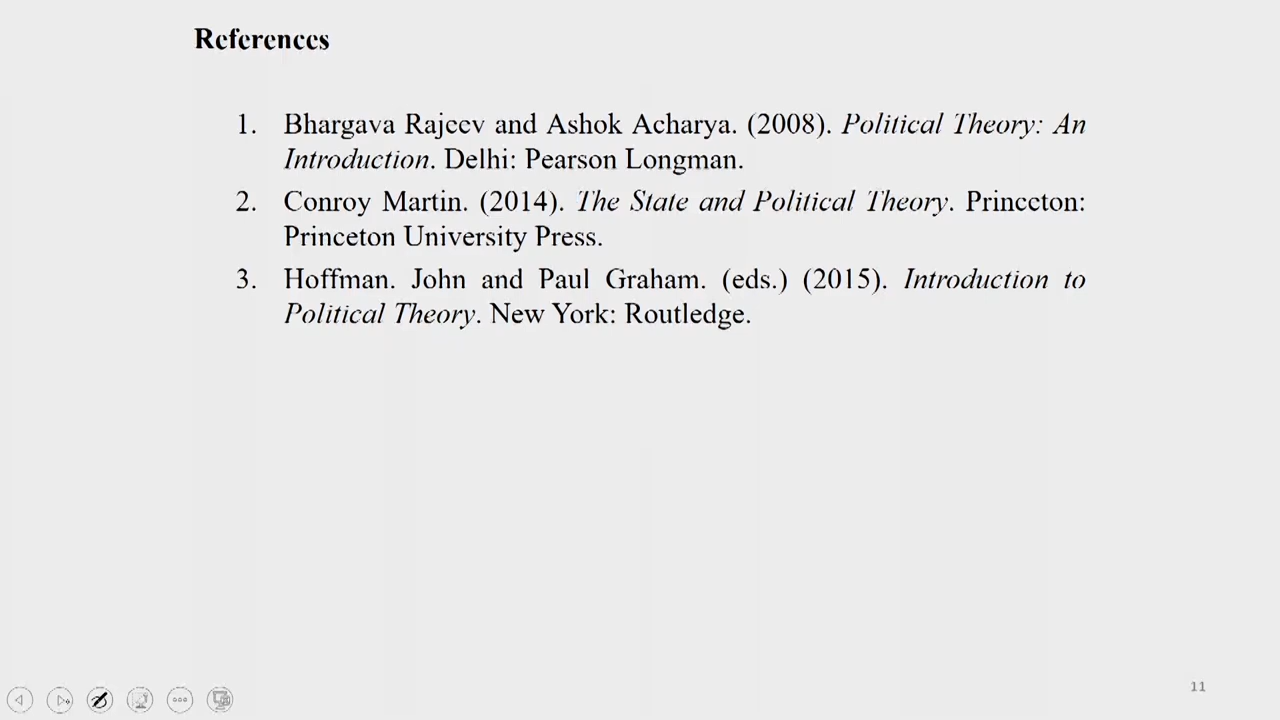 References
1. Bhargava Rajeev and Ashok Acharya. (2008). Political Theory: An
Introduction. Delhi: Pearson Longman.
2. Conroy Martin. (2014). The State and Political Theory. Princeton:
Princeton University Press.
3. Hoffman. John and Paul Graham. (eds.) (2015). Introduction to
Political Theory. New York: Routledge.
11